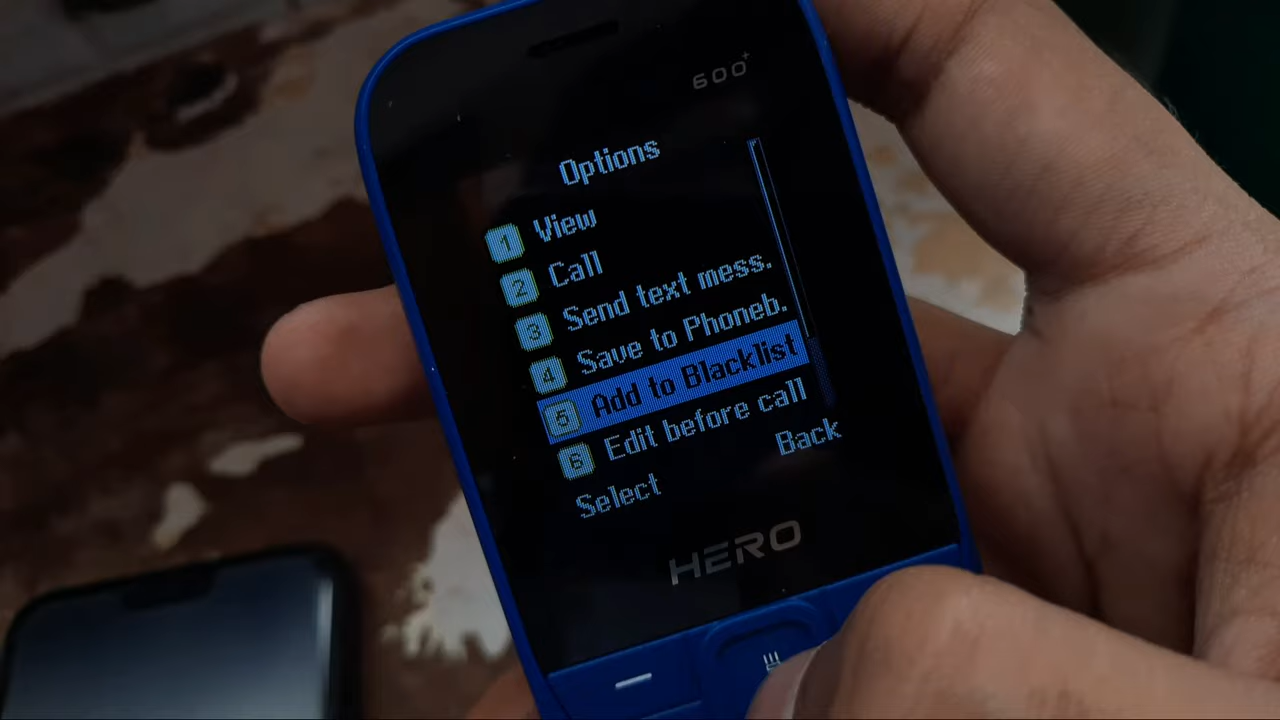 600+
Options
1 View
2 Call
3 Send text mess.
4 Save to Phoneb.
5 Add to Blacklist
6 Edit before call
Select Back
HERO